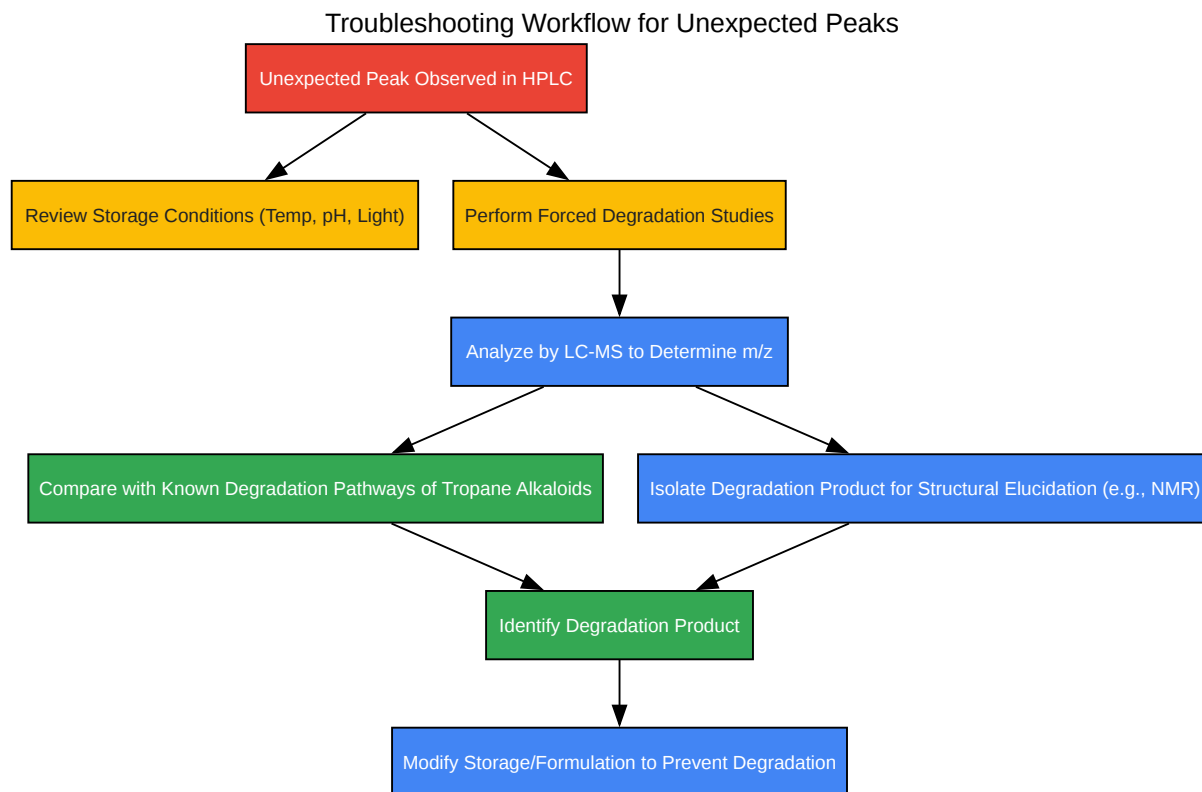 Troubleshooting Workflow for Unexpected Peaks
Unexpected Peak Observed in HPLC
Review Storage Conditions (Temp, pH, Light)
Perform Forced Degradation Studies
Analyze by LC-MS to Determine m/z
Compare with Known Degradation Pathways of Tropane Alkaloids
Isolate Degradation Product for Structural Elucidation (e.g., NMR)
Identify Degradation Product
Modify Storage/Formulation to Prevent Degradation